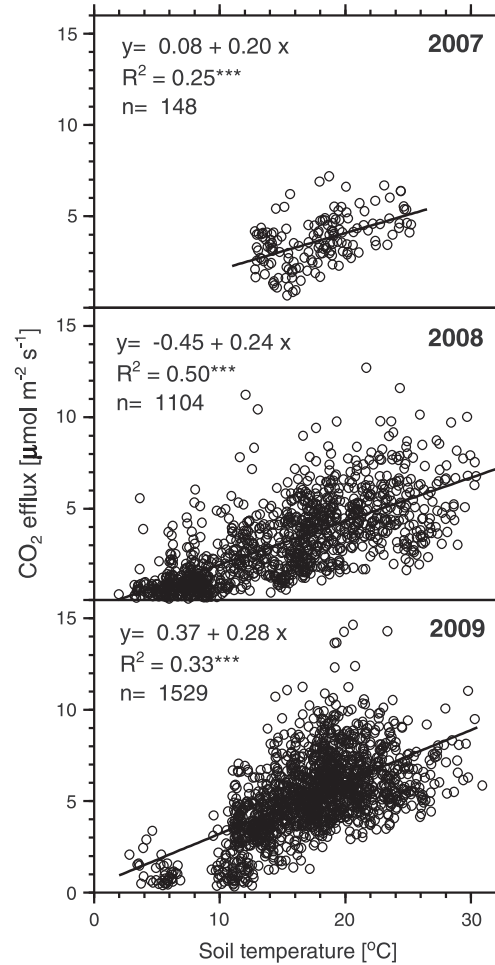 15
y= 0.08 + 0.20 x
2007
R² = 0.25***
n= 148
10
5
15
y= -0.45 + 0.24 x
2008
R² = 0.50***
n= 1104
10
5
CO₂ efflux [μmol m⁻² s⁻¹]
15
y= 0.37 + 0.28 x
2009
R² = 0.33***
n= 1529
10
5
0
0 10 20 30
Soil temperature [°C]